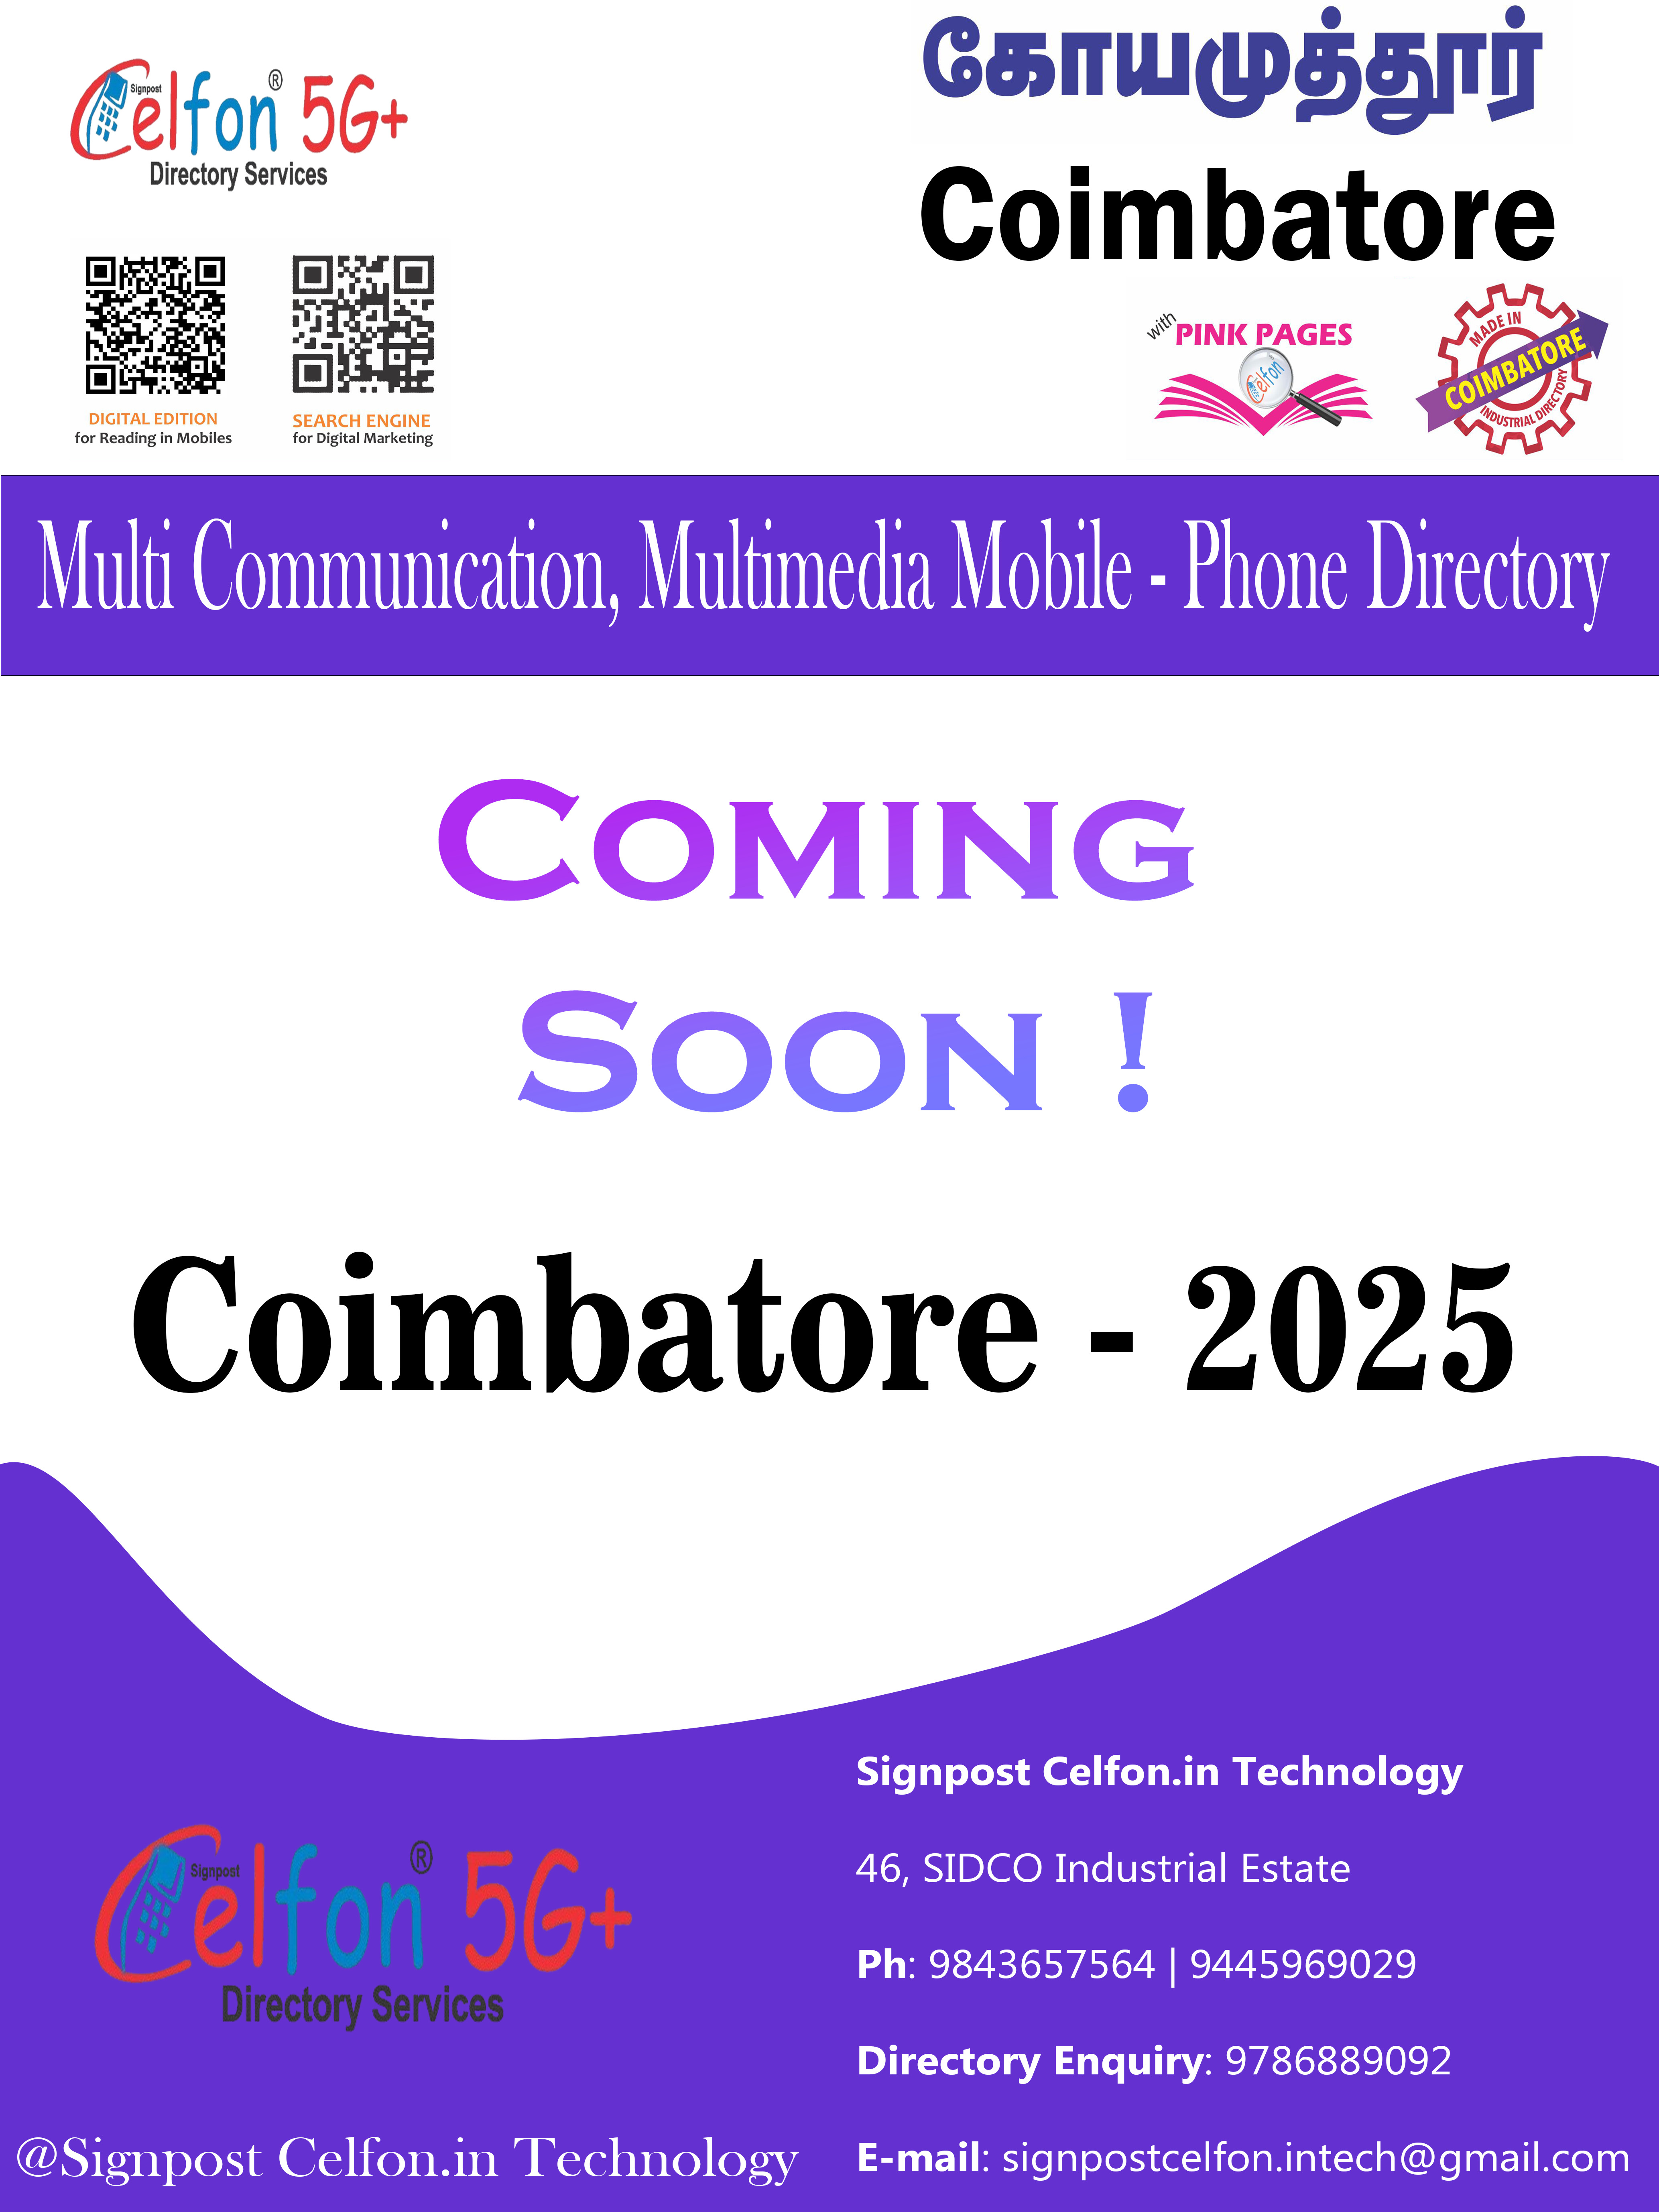 Signpost
Celfon® 5G+
Directory Services
கோயமுத்தூர்
Coimbatore
DIGITAL EDITION
for Reading in Mobiles
SEARCH ENGINE
for Digital Marketing
with
PINK PAGES
Celfon
MADE IN
COIMBATORE
INDUSTRIAL DIRECTORY
Multi Communication, Multimedia Mobile - Phone Directory
COMING
SOON !
Coimbatore - 2025
Signpost
Celfon® 5G+
Directory Services
@Signpost Celfon.in Technology
Signpost Celfon.in Technology
46, SIDCO Industrial Estate
Ph: 9843657564 | 9445969029
Directory Enquiry: 9786889092
E-mail: signpostcelfon.intech@gmail.com